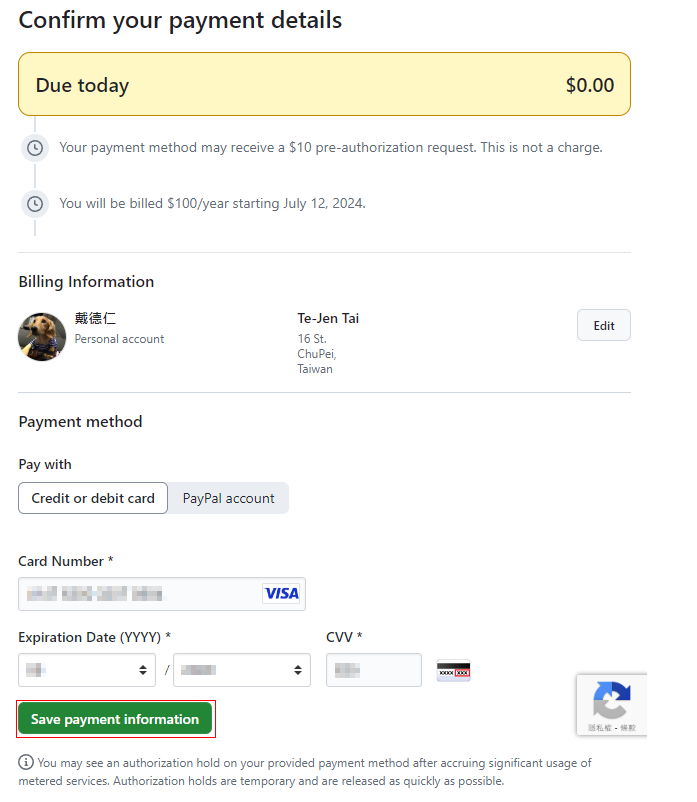 Confirm your payment details
Due today $0.00
Your payment method may receive a $10 pre-authorization request. This is not a charge.
You will be billed $100/year starting July 12, 2024.
Billing Information
戴德仁
Personal account
Te-Jen Tai
16 St.
ChuPei,
Taiwan
Edit
Payment method
Pay with
Credit or debit card PayPal account
Card Number *
VISA
Expiration Date (YYYY) * CVV *
/
XXXX XXX
Save payment information
隱私權 - 條款
You may see an authorization hold on your provided payment method after accruing significant usage of
metered services. Authorization holds are temporary and are released as quickly as possible.